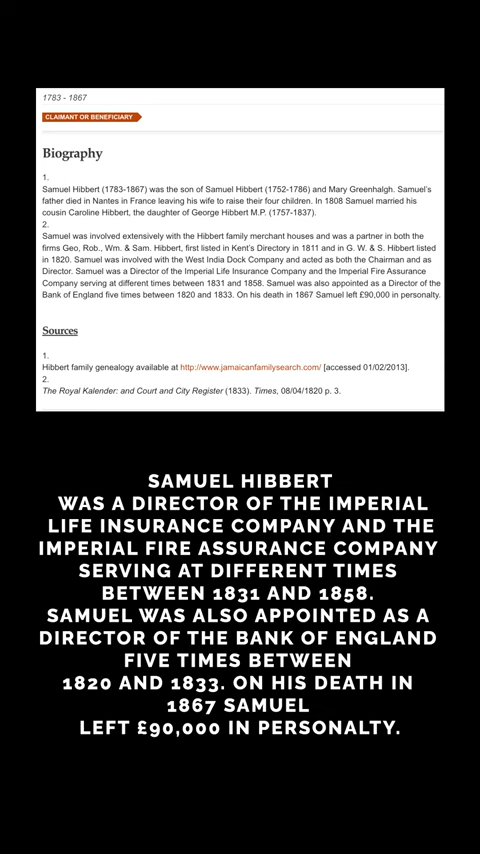 1783 - 1867
CLAIMANT OR BENEFICIARY
Biography
1.
Samuel Hibbert (1783-1867) was the son of Samuel Hibbert (1752-1786) and Mary Greenhalgh. Samuel's
father died in Nantes in France leaving his wife to raise their four children. In 1808 Samuel married his
cousin Caroline Hibbert, the daughter of George Hibbert M.P. (1757-1837).
2.
Samuel was involved extensively with the Hibbert family merchant houses and was a partner in both the
firms Geo, Rob., Wm. & Sam. Hibbert, first listed in Kent's Directory in 1811 and in G. W. & S. Hibbert listed
in 1820. Samuel was involved with the West India Dock Company and acted as both the Chairman and as
Director. Samuel was a Director of the Imperial Life Insurance Company and the Imperial Fire Assurance
Company serving at different times between 1831 and 1858. Samuel was also appointed as a Director of the
Bank of England five times between 1820 and 1833. On his death in 1867 Samuel left £90,000 in personalty.
Sources
1.
Hibbert family genealogy available at http://www.jamaicanfamilysearch.com/ [accessed 01/02/2013].
2.
The Royal Kalender: and Court and City Register (1833). Times, 08/04/1820 p. 3.
SAMUEL HIBBERT
WAS A DIRECTOR OF THE IMPERIAL
LIFE INSURANCE COMPANY AND THE
IMPERIAL FIRE ASSURANCE COMPANY
SERVING AT DIFFERENT TIMES
BETWEEN 1831 AND 1858.
SAMUEL WAS ALSO APPOINTED AS A
DIRECTOR OF THE BANK OF ENGLAND
FIVE TIMES BETWEEN
1820 AND 1833. ON HIS DEATH IN
1867 SAMUEL
LEFT £90,000 IN PERSONALTY.